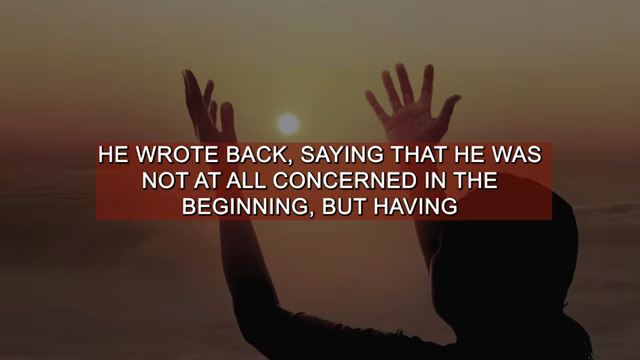 HE WROTE BACK, SAYING THAT HE WAS
NOT AT ALL CONCERNED IN THE
BEGINNING, BUT HAVING